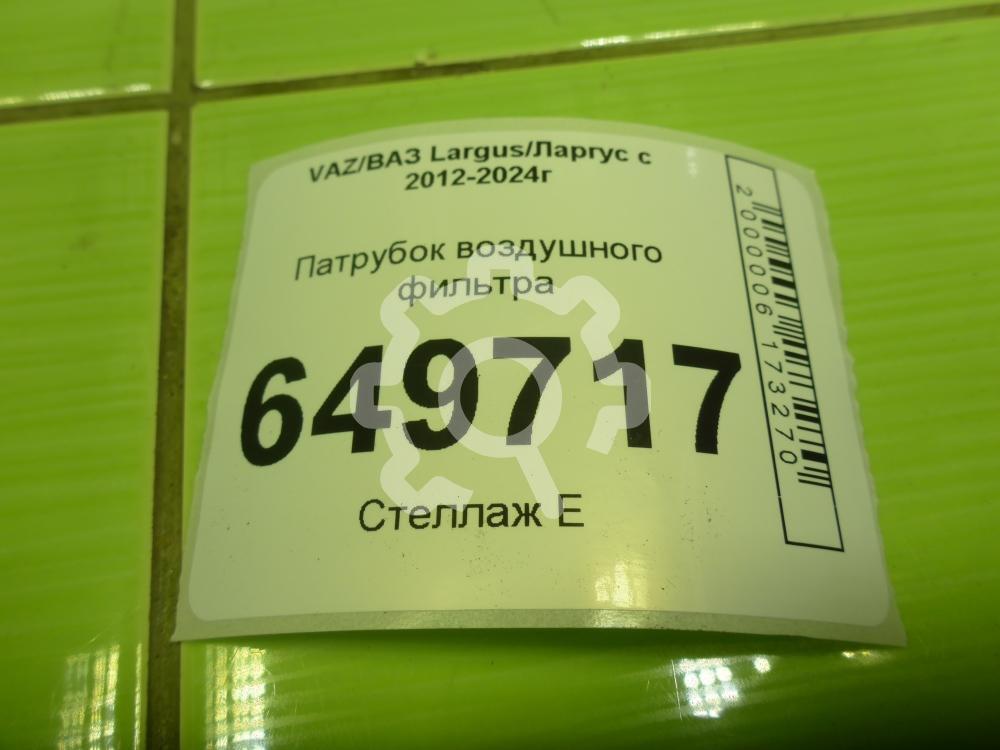 VAZ/ВАЗ Largus/Ларгус с
2012-2024г
Патрубок воздушного
фильтра
649717
Стеллаж Е
2000006173270